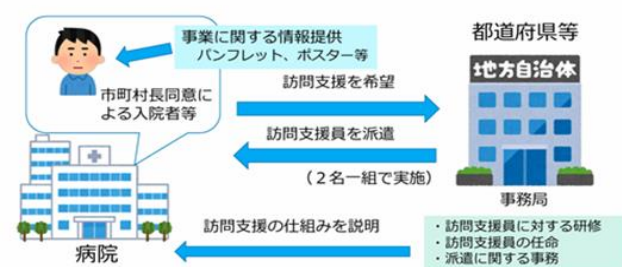 事業に関する情報提供
パンフレット、ポスター等
市町村長同意に
よる入院者等
病院
訪問支援を希望
訪問支援員を派遣
（２名一組で実施）
訪問支援の仕組みを説明
都道府県等
地方自治体
事務局
・訪問支援員に対する研修
・訪問支援員の任命
・派遣に関する事務